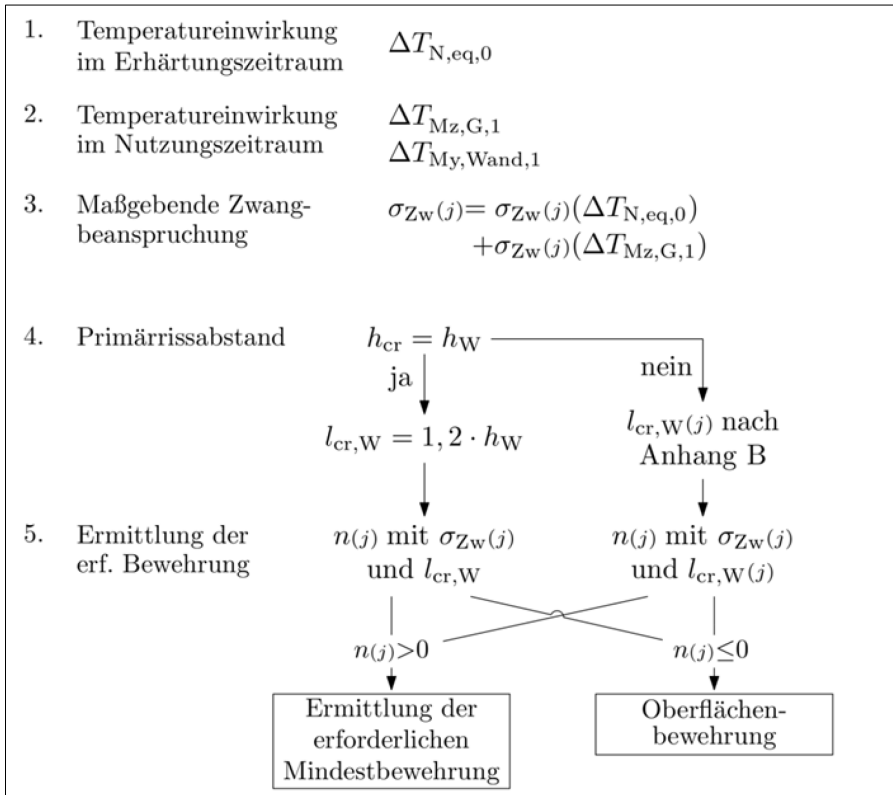 1. Temperatureinwirkung
im Erhärtungszeitraum
ΔT_N,eq,0
2. Temperatureinwirkung
im Nutzungszeitraum
ΔT_Mz,G,1
ΔT_My,Wand,1
3. Maßgebende Zwang-
beanspruchung
σ_Zw(j) = σ_Zw(j)(ΔT_N,eq,0)
+σ_Zw(j)(ΔT_Mz,G,1)
4. Primärrissabstand
h_cr = h_W
ja
nein
l_cr,W = 1,2 · h_W
l_cr,W(j) nach
Anhang B
5. Ermittlung der
erf. Bewehrung
n(j) mit σ_Zw(j)
und l_cr,W
n(j) mit σ_Zw(j)
und l_cr,W(j)
n(j)>0
n(j)≤0
Ermittlung der
erforderlichen
Mindestbewehrung
Oberflächen-
bewehrung